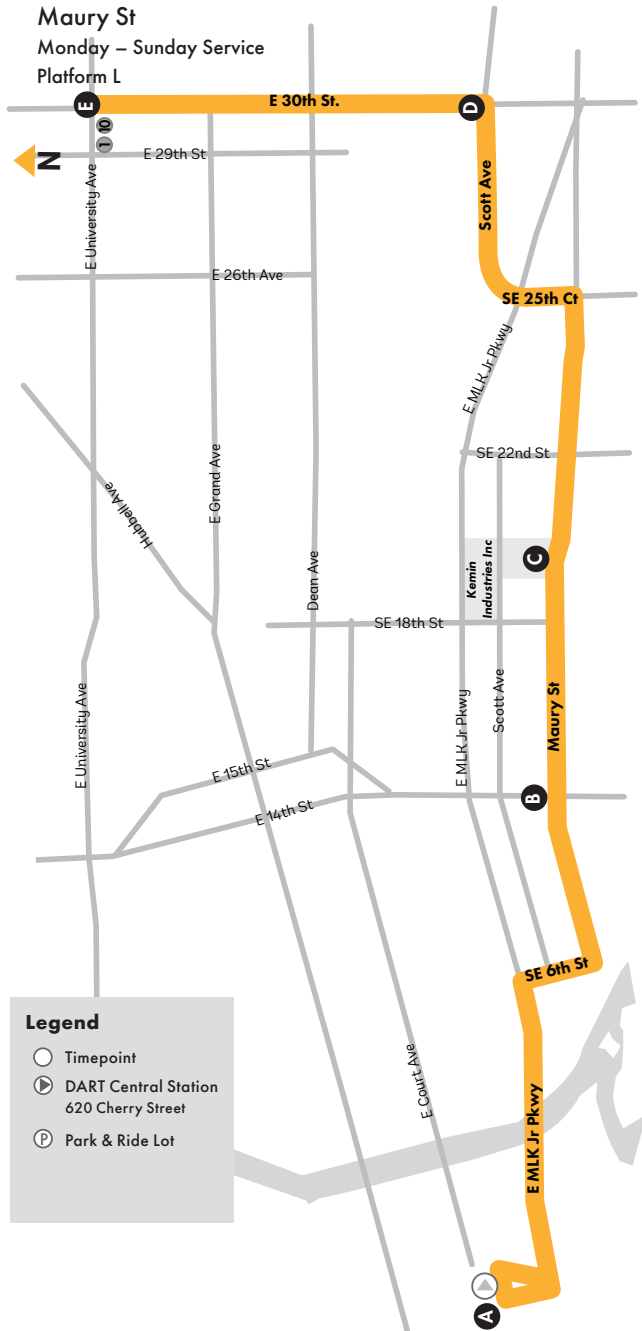 Maury St
Monday – Sunday Service
Platform L
E
E 30th St.
D
1
10
N
E 29th St
E University Ave
Scott Ave
E 26th Ave
SE 25th Ct
E MLK Jr Pkwy
SE 22nd St
Hubbell Ave
E Grand Ave
Dean Ave
C
Kemin
Industries Inc
SE 18th St
E University Ave
E MLK Jr Pkwy
Scott Ave
Maury St
E 15th St
E 14th St
B
SE 6th St
E Court Ave
E MLK Jr Pkwy
Legend
Timepoint
DART Central Station
620 Cherry Street
P
Park & Ride Lot
A